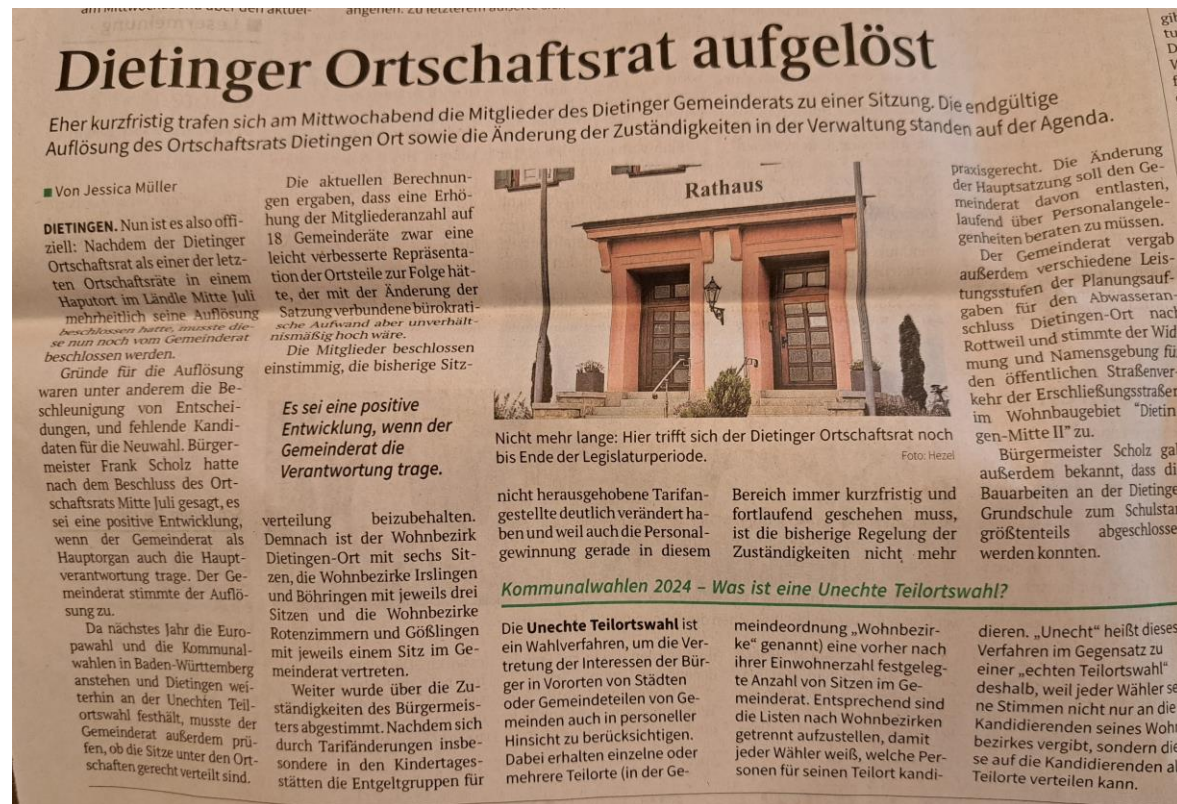 Dietinger Ortschaftsrat aufgelöst
Eher kurzfristig trafen sich am Mittwochabend die Mitglieder des Dietinger Gemeinderats zu einer Sitzung. Die endgültige
Auflösung des Ortschaftsrats Dietingen Ort sowie die Änderung der Zuständigkeiten in der Verwaltung standen auf der Agenda.
Von Jessica Müller
DIETINGEN. Nun ist es also offi-
ziell: Nachdem der Dietinger
Ortschaftsrat als einer der letz-
ten Ortschaftsräte in einem
Haputort im Ländle Mitte Juli
mehrheitlich seine Auflösung
beschlossen hatte, musste die-
se nun noch vom Gemeinderat
beschlossen werden.
Gründe für die Auflösung
waren unter anderem die Be-
schleunigung von Entschei-
dungen, und fehlende Kandi-
daten für die Neuwahl. Bürger-
meister Frank Scholz hatte
nach dem Beschluss des Ort-
schaftsrats Mitte Juli gesagt, es
sei eine positive Entwicklung,
wenn der Gemeinderat als
Hauptorgan auch die Haupt-
verantwortung trage. Der Ge-
meinderat stimmte der Auflö-
sung zu.
Da nächstes Jahr die Euro-
pawahl und die Kommunal-
wahlen in Baden-Württemberg
anstehen und Dietingen wei-
terhin an der Unechten Teil-
ortswahl festhält, musste der
Gemeinderat außerdem prü-
fen, ob die Sitze unter den Ort-
schaften gerecht verteilt sind.
Die aktuellen Berechnun-
gen ergaben, dass eine Erhö-
hung der Mitgliederanzahl auf
18 Gemeinderäte zwar eine
leicht verbesserte Repräsenta-
tion der Ortsteile zur Folge hät-
te, der mit der Änderung der
Satzung verbundene bürokrati-
sche Aufwand aber unverhält-
nismäßig hoch wäre.
Die Mitglieder beschlossen
einstimmig, die bisherige Sitz-
Es sei eine positive
Entwicklung, wenn der
Gemeinderat die
Verantwortung trage.
verteilung beizubehalten.
Demnach ist der Wohnbezirk
Dietingen-Ort mit sechs Sit-
zen, die Wohnbezirke Irslingen
und Böhringen mit jeweils drei
Sitzen und die Wohnbezirke
Rotenzimmern und Gößlingen
mit jeweils einem Sitz im Ge-
meinderat vertreten.
Weiter wurde über die Zu-
ständigkeiten des Bürgermeis-
ters abgestimmt. Nachdem sich
durch Tarifänderungen insbe-
sondere in den Kindertages-
stätten die Entgeltgruppen für
Rathaus
Nicht mehr lange: Hier trifft sich der Dietinger Ortschaftsrat noch
bis Ende der Legislaturperiode.
Foto: Hezel
nicht herausgehobene Tarifan-
gestellte deutlich verändert ha-
ben und weil auch die Personal-
gewinnung gerade in diesem
Bereich immer kurzfristig und
fortlaufend geschehen muss,
ist die bisherige Regelung der
Zuständigkeiten nicht mehr
praxisgerecht. Die Änderung
der Hauptsatzung soll den Ge-
meinderat davon entlasten,
laufend über Personalangele-
genheiten beraten zu müssen.
Der Gemeinderat vergab
außerdem verschiedene Leis-
tungsstufen der Planungsauf-
gaben für den Abwasseran-
schluss Dietingen-Ort nach
Rottweil und stimmte der Wid
mung und Namensgebung fü
den öffentlichen Straßenver-
kehr der Erschließungsstraßen
im Wohnbaugebiet "Dietin
gen-Mitte II" zu.
Bürgermeister Scholz gab
außerdem bekannt, dass di
Bauarbeiten an der Dietinge
Grundschule zum Schulstar
größtenteils abgeschlosse
werden konnten.
Kommunalwahlen 2024 – Was ist eine Unechte Teilortswahl?
Die Unechte Teilortswahl ist
ein Wahlverfahren, um die Ver-
tretung der Interessen der Bür-
ger in Vororten von Städten
oder Gemeindeteilen von Ge-
meinden auch in personeller
Hinsicht zu berücksichtigen.
Dabei erhalten einzelne oder
mehrere Teilorte (in der Ge-
meindeordnung „Wohnbezir-
ke“ genannt) eine vorher nach
ihrer Einwohnerzahl festgeleg-
te Anzahl von Sitzen im Ge-
meinderat. Entsprechend sind
die Listen nach Wohnbezirken
getrennt aufzustellen, damit
jeder Wähler weiß, welche Per-
sonen für seinen Teilort kandi-
dieren. „Unecht“ heißt dieses
Verfahren im Gegensatz zu
einer „echten Teilortswahl“
deshalb, weil jeder Wähler se
ne Stimmen nicht nur an die
Kandidierenden seines Wohn
bezirkes vergibt, sondern die
se auf die Kandidierenden al
Teilorte verteilen kann.